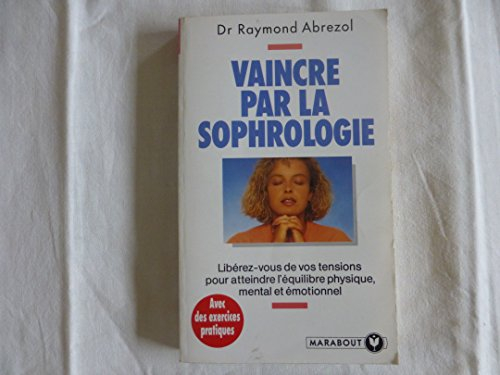 Dr Raymond Abrezol
VAINCRE
PAR LA
SOPHROLOGIE
Libérez-vous de vos tensions
pour atteindre l'équilibre physique,
mental et émotionnel
Avec
des exercices
pratiques
MARABOUT